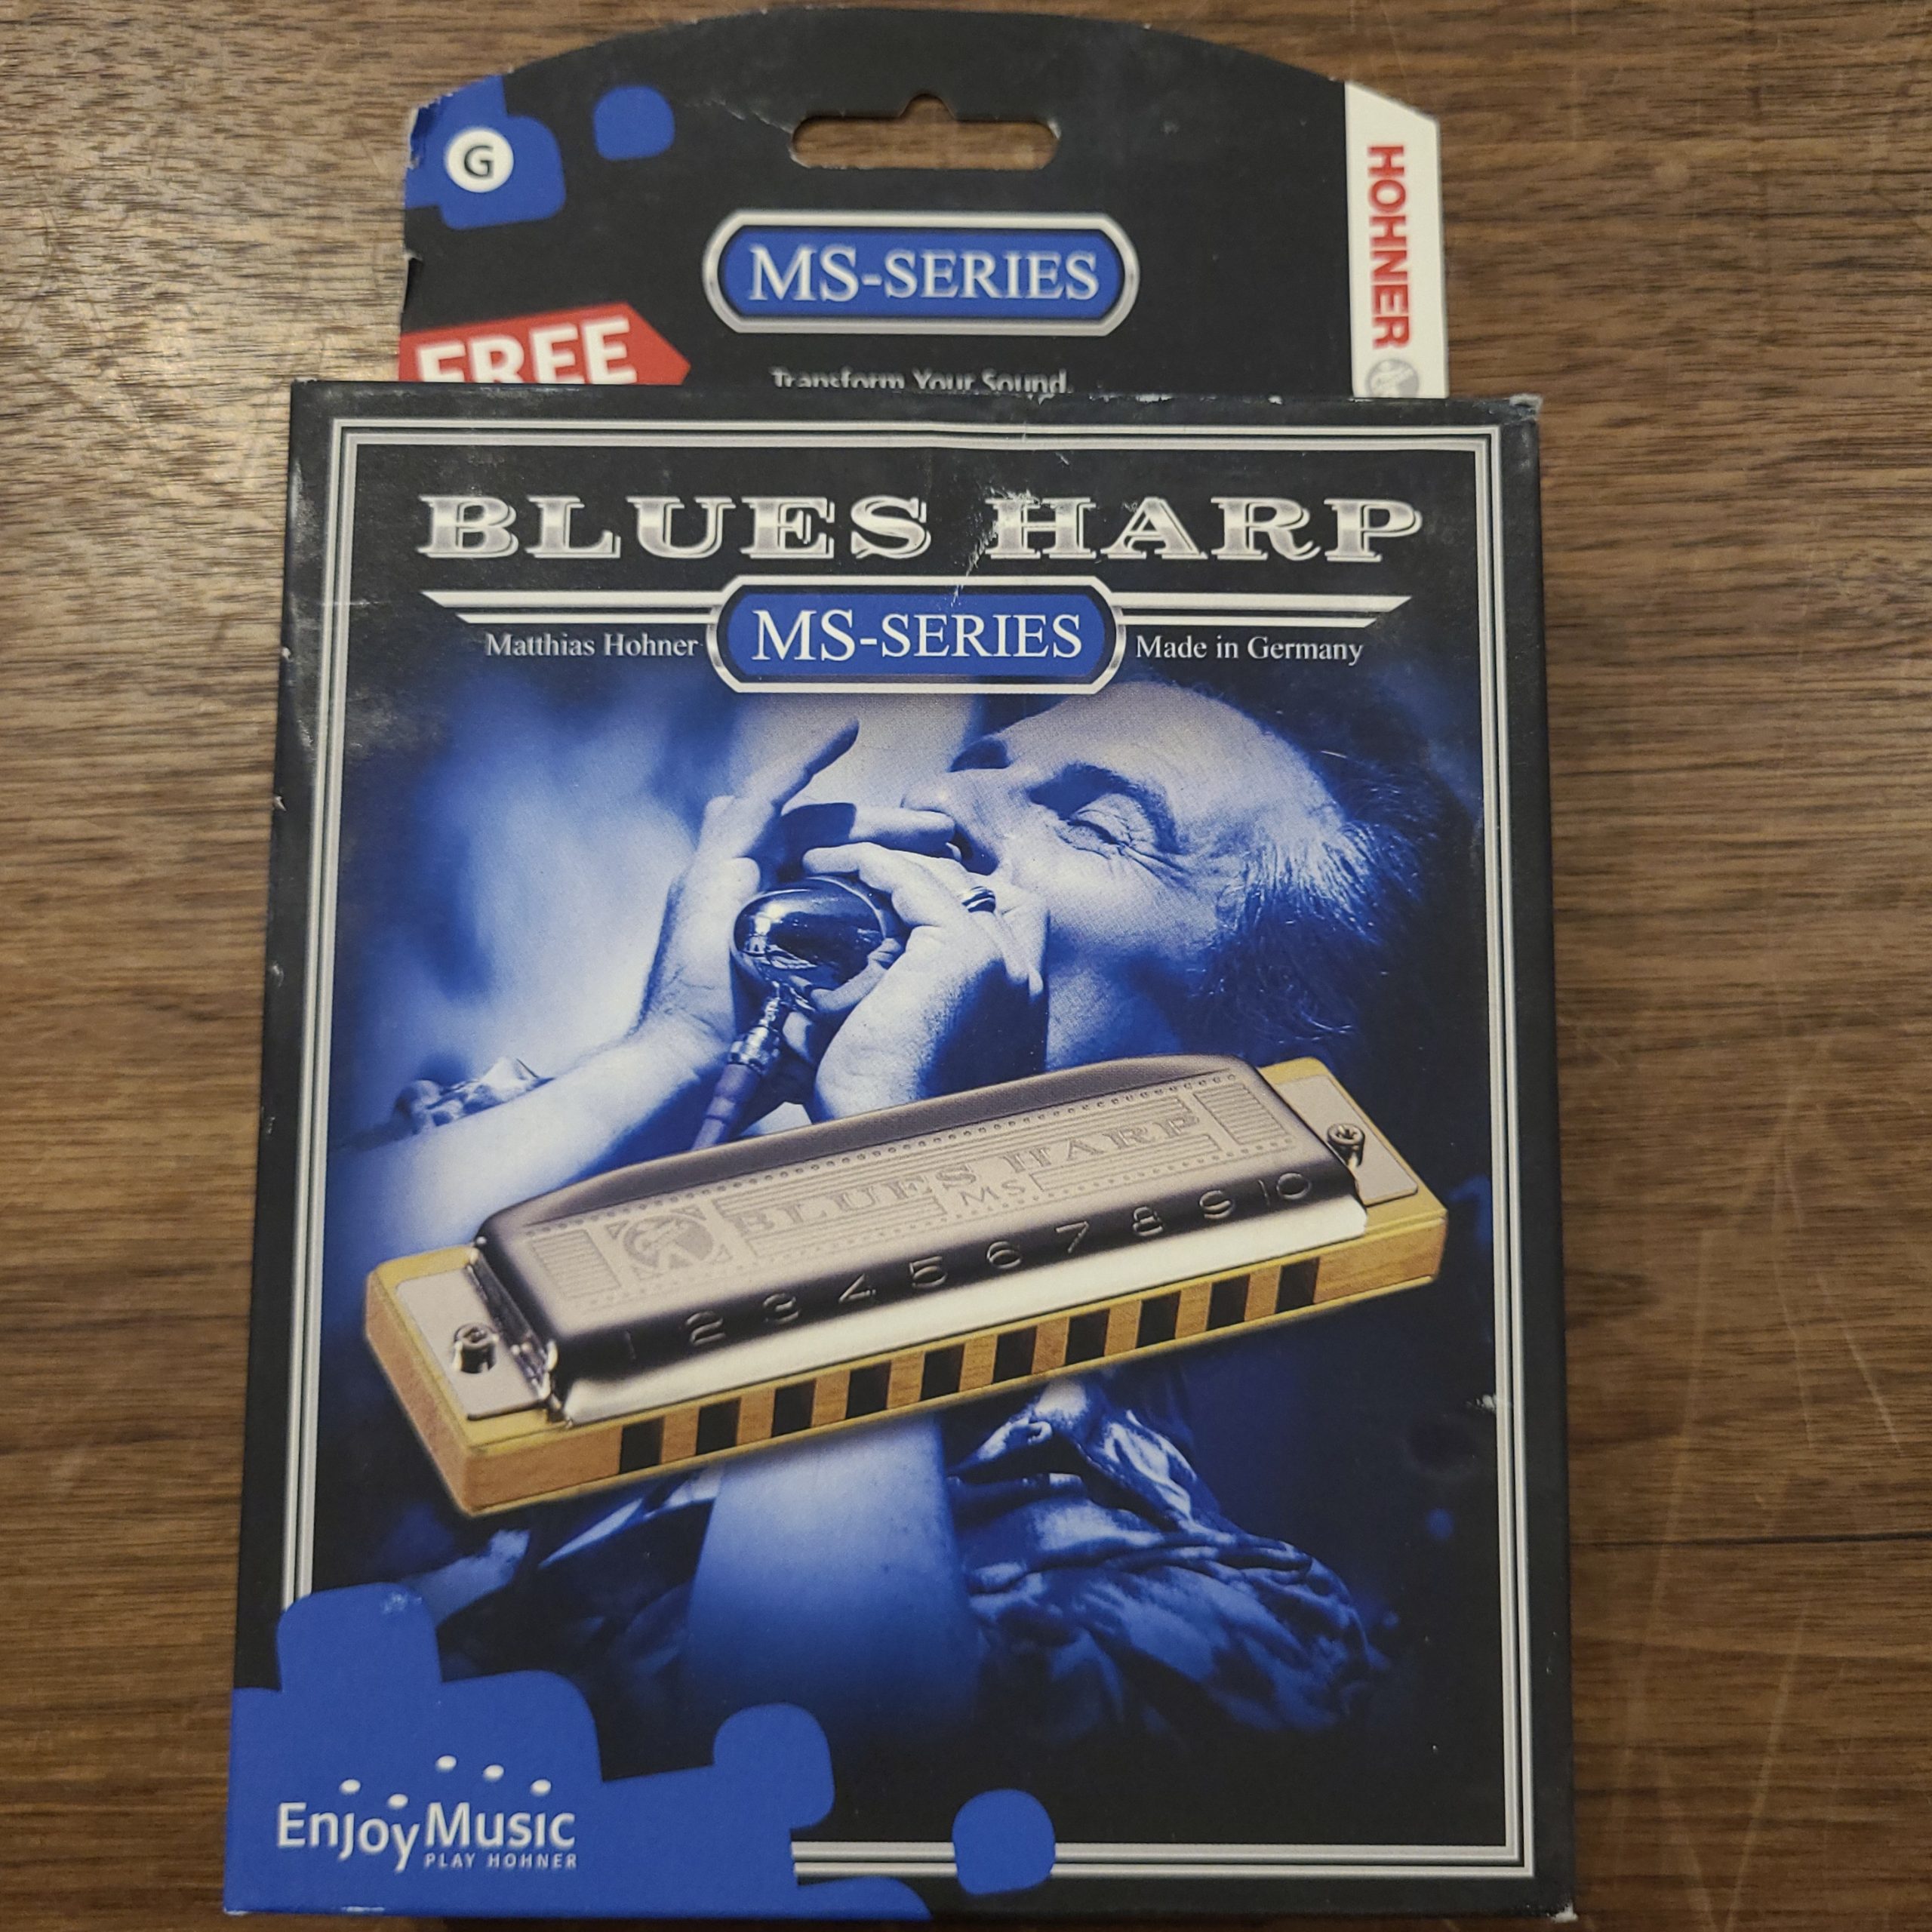 G
HOHNER
MS-SERIES
FREE
Transform Your Sound.
BLUES HARP
Matthias Hohner MS-SERIES Made in Germany
BLUES HARP
MS
1 2 3 4 5 6 7 8 9 10
EnjoyMusic
PLAY HOHNER